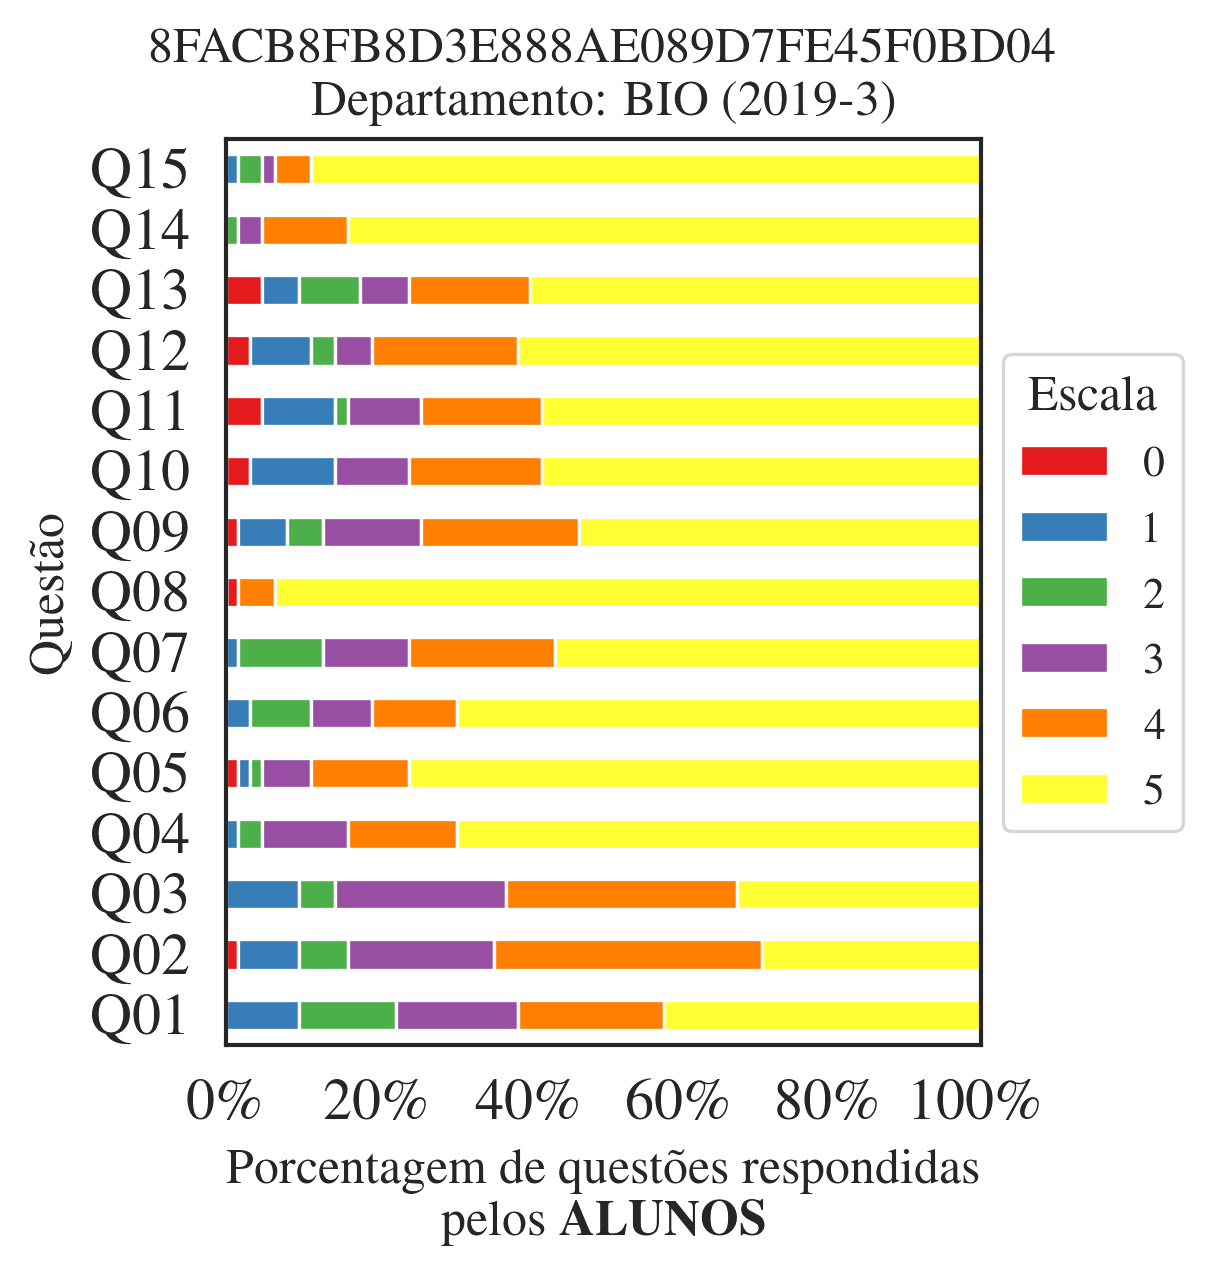 8FACB8FB8D3E888AE089D7FE45F0BD04
Departamento: BIO (2019-3)
Q15
Q14
Q13
Q12
Q11
Q10
Q09
Q08
Q07
Q06
Q05
Q04
Q03
Q02
Q01
Questão
0% 20% 40% 60% 80% 100%
Porcentagem de questões respondidas
pelos ALUNOS
Escala
0
1
2
3
4
5